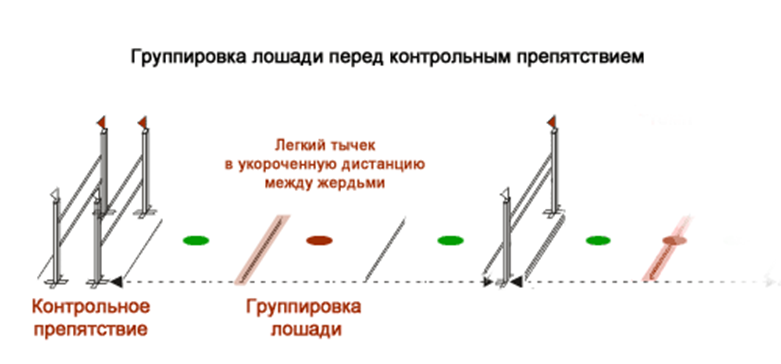 Группировка лошади перед контрольным препятствием
Легкий тычек
в укороченную дистанцию
между жердьми
Контрольное
препятствие
Группировка
лошади